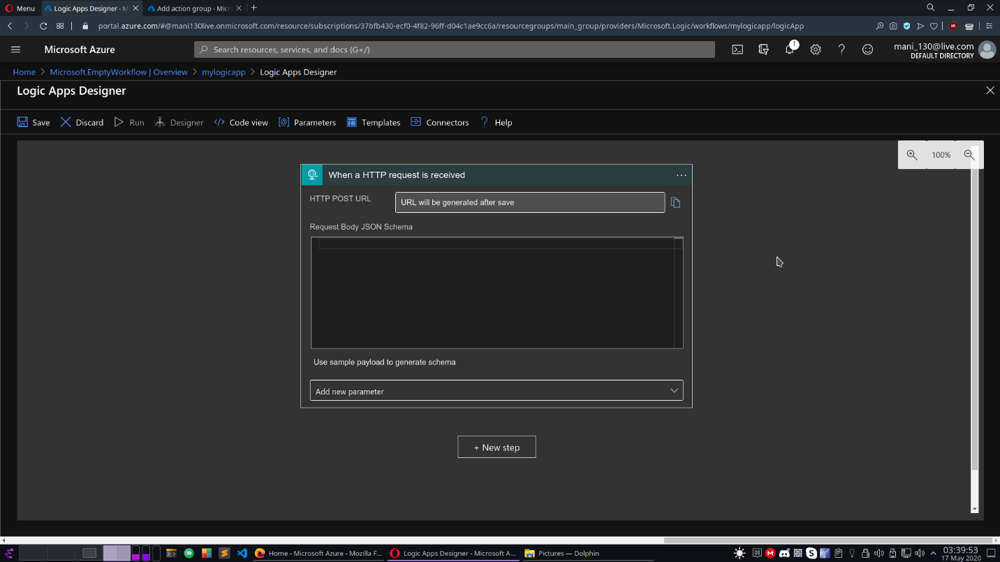 Menu
Logic Apps Designer - M
Add action group - Micr
portal.azure.com/#@mani130live.onmicrosoft.com/resource/subscriptions/37bfb430-ecf0-4f82-96ff-d04c1ae9cc6a/resourcegroups/main_group/providers/Microsoft.Logic/workflows/mylogicapp/logicApp
Microsoft Azure
Search resources, services, and docs (G+/)
1
mani_130@live.com
DEFAULT DIRECTORY
Home > Microsoft.EmptyWorkflow | Overview > mylogicapp > Logic Apps Designer
Logic Apps Designer
Save Discard Run Designer Code view Parameters Templates Connectors Help
100%
When a HTTP request is received
HTTP POST URL
URL will be generated after save
Request Body JSON Schema
Use sample payload to generate schema
Add new parameter
+ New step
Home - Microsoft Azure - Mozilla F...
Logic Apps Designer - Microsoft A...
Pictures — Dolphin
03:39:53
17 May 2020